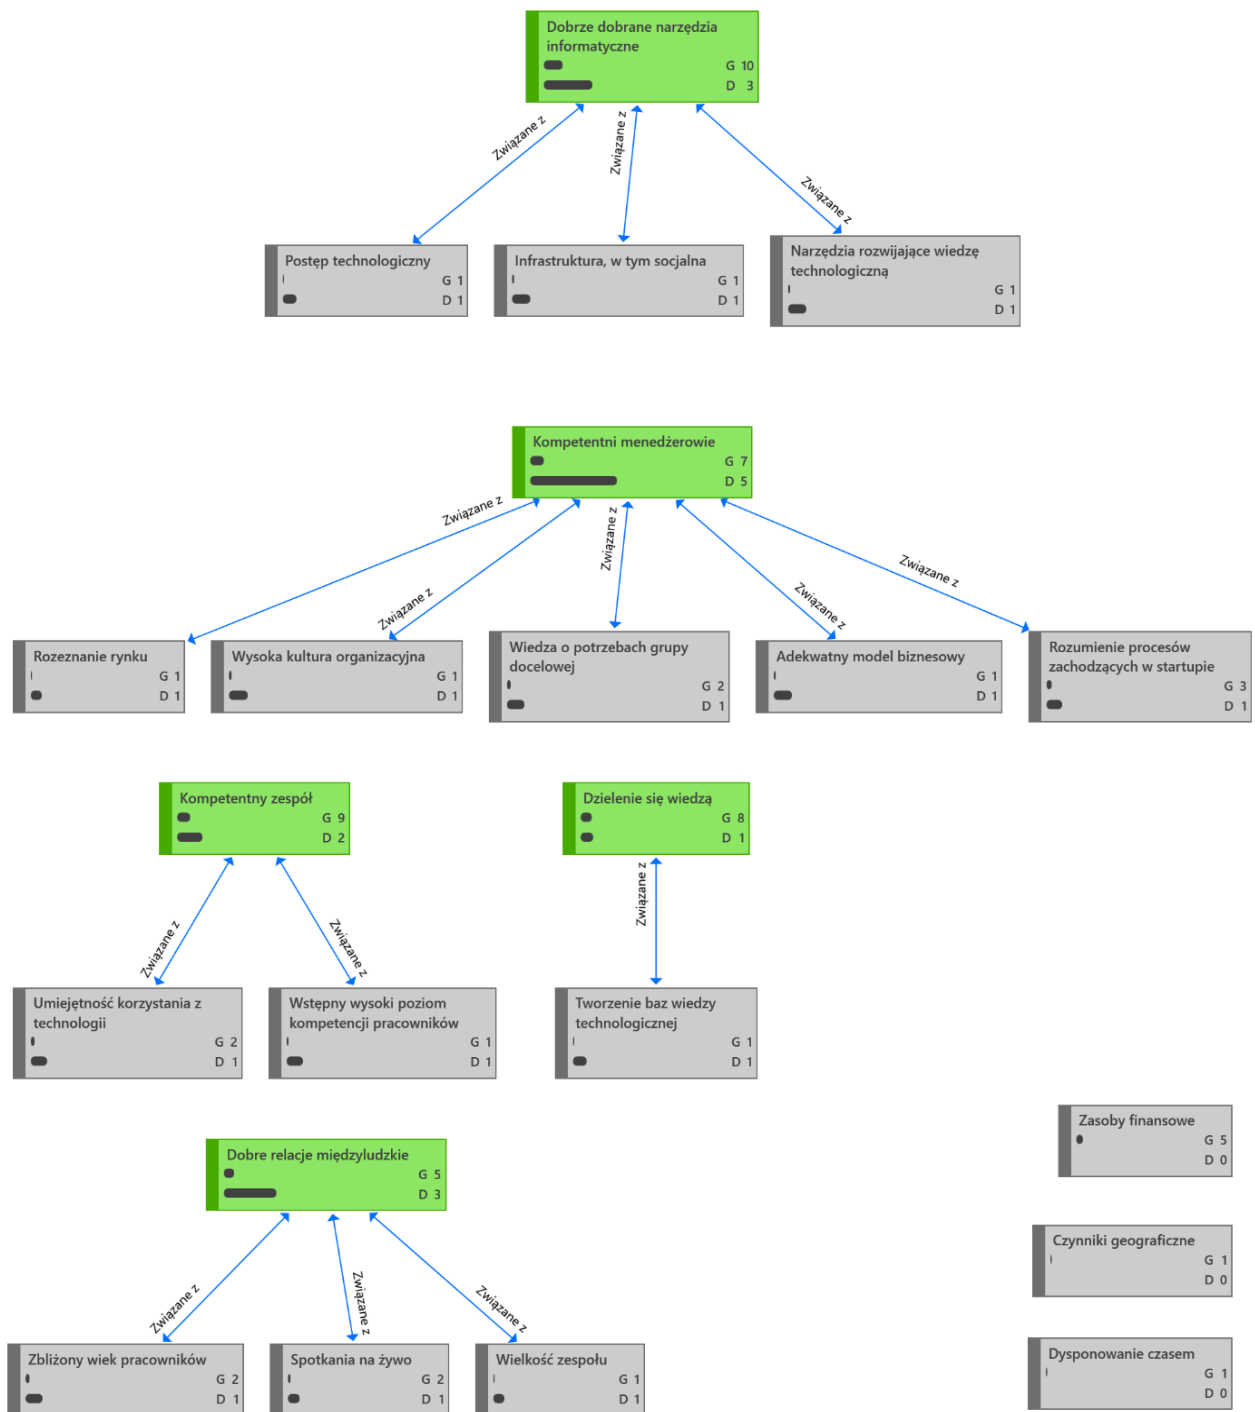 Dobrze dobrane narzędzia
informatyczne
G 10
D 3
Związane z
Związane z
Związane z
Postęp technologiczny
G 1
D 1
Infrastruktura, w tym socjalna
G 1
D 1
Narzędzia rozwijające wiedzę
technologiczną
G 1
D 1
Kompetentni menedżerowie
G 7
D 5
Związane z
Związane z
Związane z
Związane z
Związane z
Rozeznanie rynku
G 1
D 1
Wysoka kultura organizacyjna
G 1
D 1
Wiedza o potrzebach grupy
docelowej
G 2
D 1
Adekwatny model biznesowy
G 1
D 1
Rozumienie procesów
zachodzących w startupie
G 3
D 1
Kompetentny zespół
G 9
D 2
Dzielenie się wiedzą
G 8
D 1
Związane z
Związane z
Związane z
Umiejętność korzystania z
technologii
G 2
D 1
Wstępny wysoki poziom
kompetencji pracowników
G 1
D 1
Tworzenie baz wiedzy
technologicznej
G 1
D 1
Zasoby finansowe
G 5
D 0
Dobre relacje międzyludzkie
G 5
D 3
Czynniki geograficzne
G 1
D 0
Związane z
Związane z
Związane z
Zbliżony wiek pracowników
G 2
D 1
Spotkania na żywo
G 2
D 1
Wielkość zespołu
G 1
D 1
Dysponowanie czasem
G 1
D 0